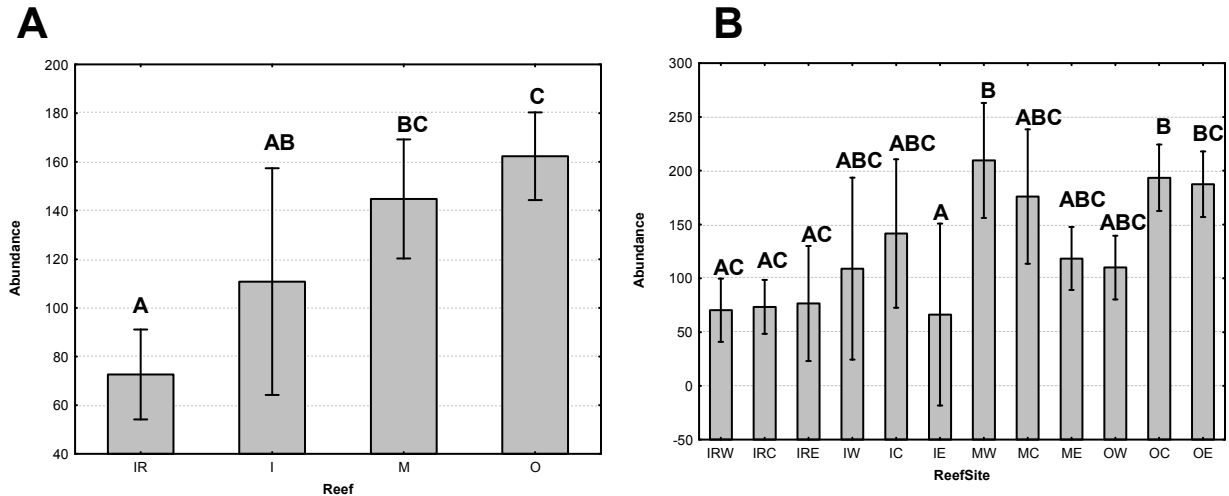 A
200
180
160
140
120
100
80
60
40
Abundance
A
AB
BC
C
IR I M O
Reef
B
300
250
200
150
100
50
0
-50
Abundance
AC AC AC ABC ABC A B ABC ABC ABC B BC
IRW IRC IRE IW IC IE MW MC ME OW OC OE
ReefSite